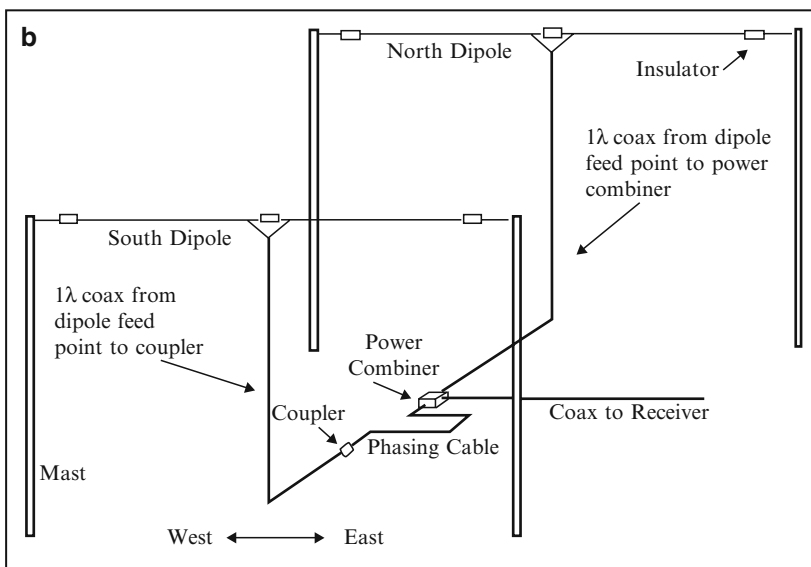 b
North Dipole
Insulator
1λ coax from dipole
feed point to power
combiner
South Dipole
1λ coax from
dipole feed
point to coupler
Power
Combiner
Coax to Receiver
Coupler
Phasing Cable
Mast
West
East